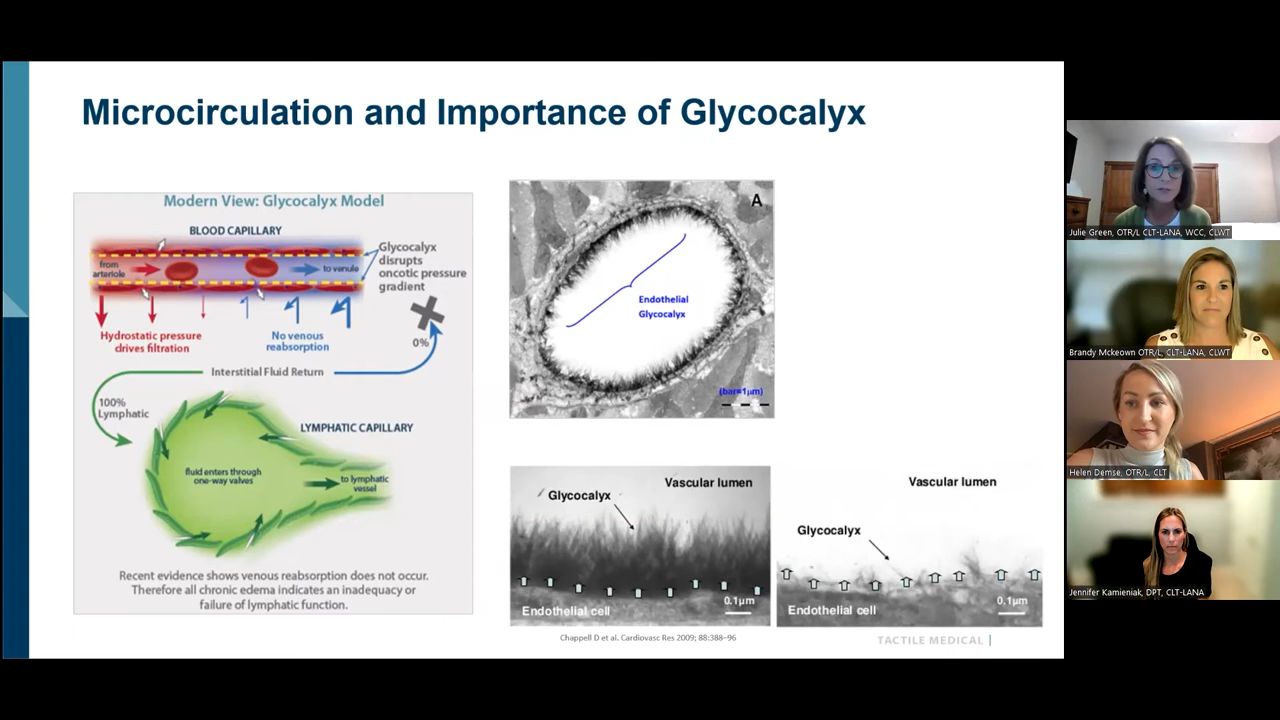 Microcirculation and Importance of Glycocalyx
Modern View: Glycocalyx Model
BLOOD CAPILLARY
from
arteriole
to venule
Glycocalyx
disrupts
oncotic pressure
gradient
Hydrostatic pressure
drives filtration
No venous
reabsorption
0%
Interstitial Fluid Return
100%
Lymphatic
LYMPHATIC CAPILLARY
fluid enters through
one-way valves
to lymphatic
vessel
Recent evidence shows venous reabsorption does not occur.
Therefore all chronic edema indicates an inadequacy or
failure of lymphatic function.
A
Endothelial
Glycocalyx
(bar=1μm)
Glycocalyx
Vascular lumen
0.1μm
Endothelial cell
Vascular lumen
Glycocalyx
0.1μm
Endothelial cell
Chappell D et al. Cardiovasc Res 2009; 88:388–96
TACTILE MEDICAL |
Julie Green, OTR/L CLT-LANA, WCC, CLWT
Brandy Mckeown OTR/L, CLT-LANA, CLWT
Helen Demse, OTR/L, CLT
Jennifer Kamieniak, DPT, CLT-LANA